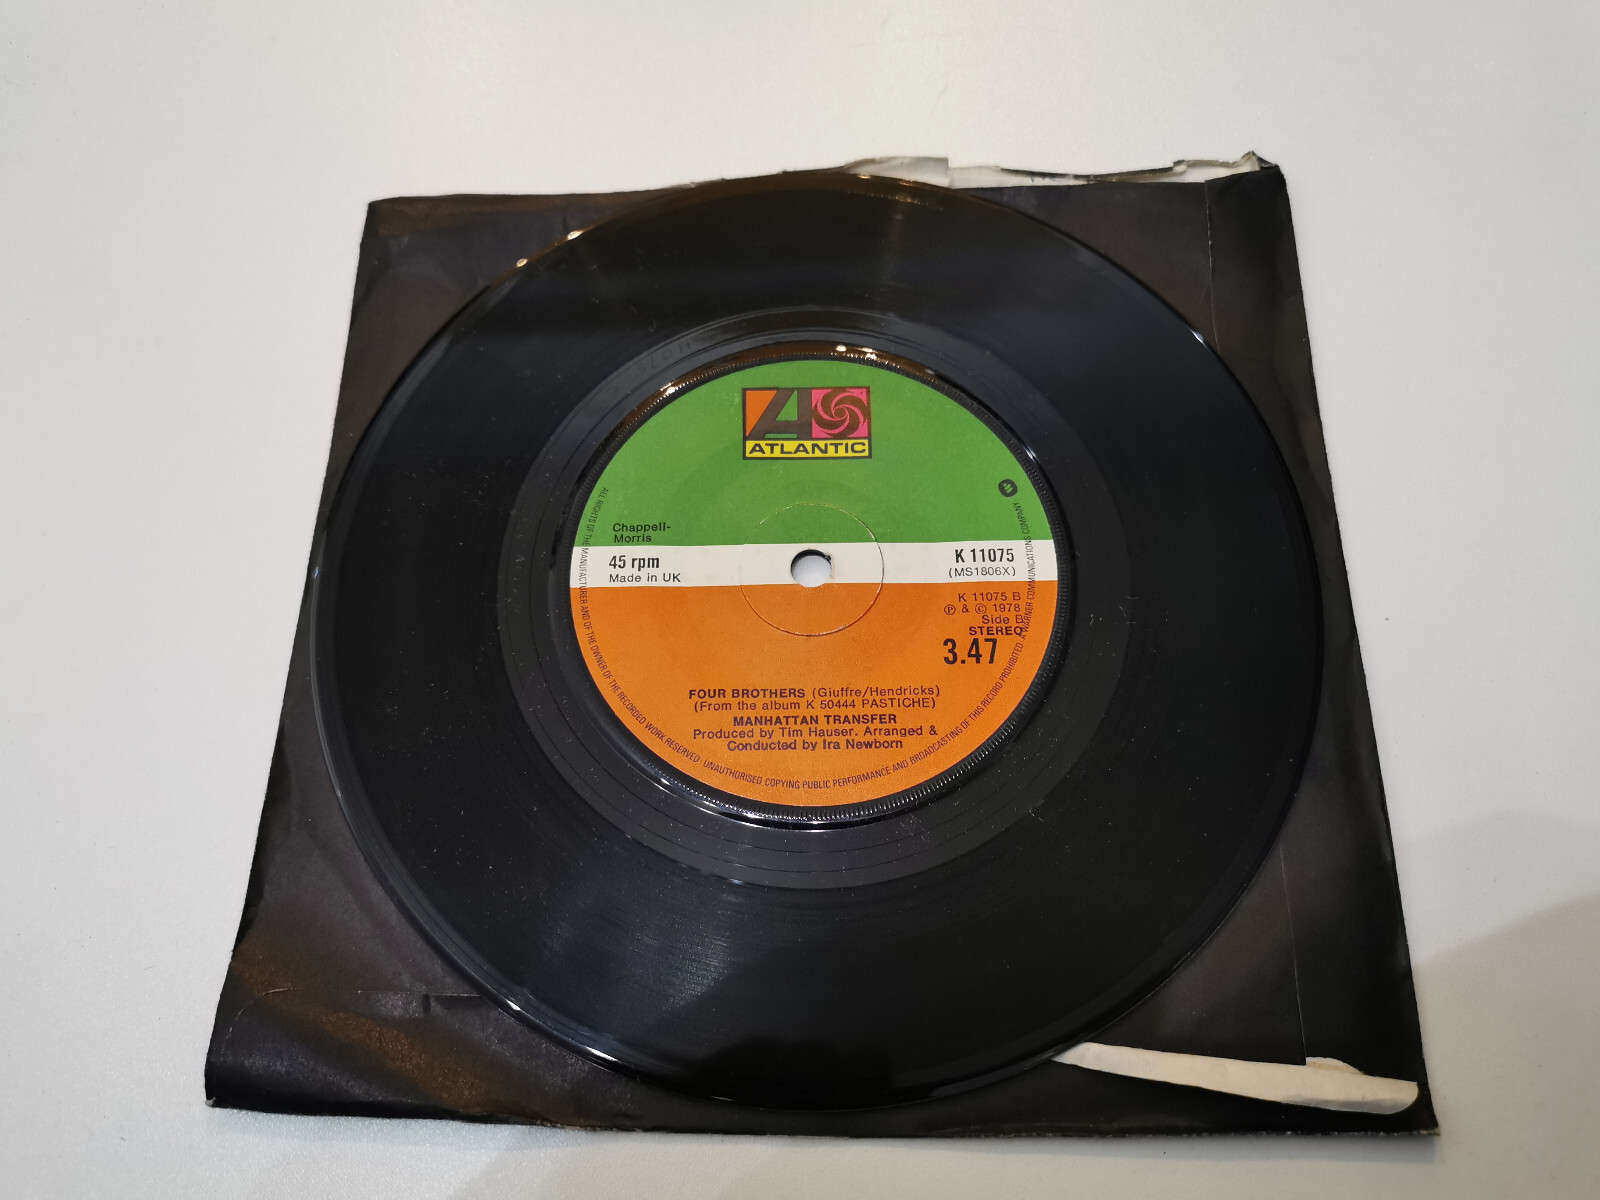 ATLANTIC
Chappell-
Morris
45 rpm
Made in UK
K 11075
(MS1806X)
K 11075 B
Ⓟ & © 1978
Side B
STEREO
3.47
FOUR BROTHERS (Giuffre/Hendricks)
(From the album K 50444 PASTICHE)
MANHATTAN TRANSFER
Produced by Tim Hauser. Arranged &
Conducted by Ira Newborn
ALL RIGHTS OF THE MANUFACTURER AND OF THE OWNER OF THE RECORDED WORK RESERVED · UNAUTHORISED COPYING PUBLIC PERFORMANCE AND BROADCASTING OF THIS RECORD PROHIBITED · A WARNER COMMUNICATIONS COMPANY